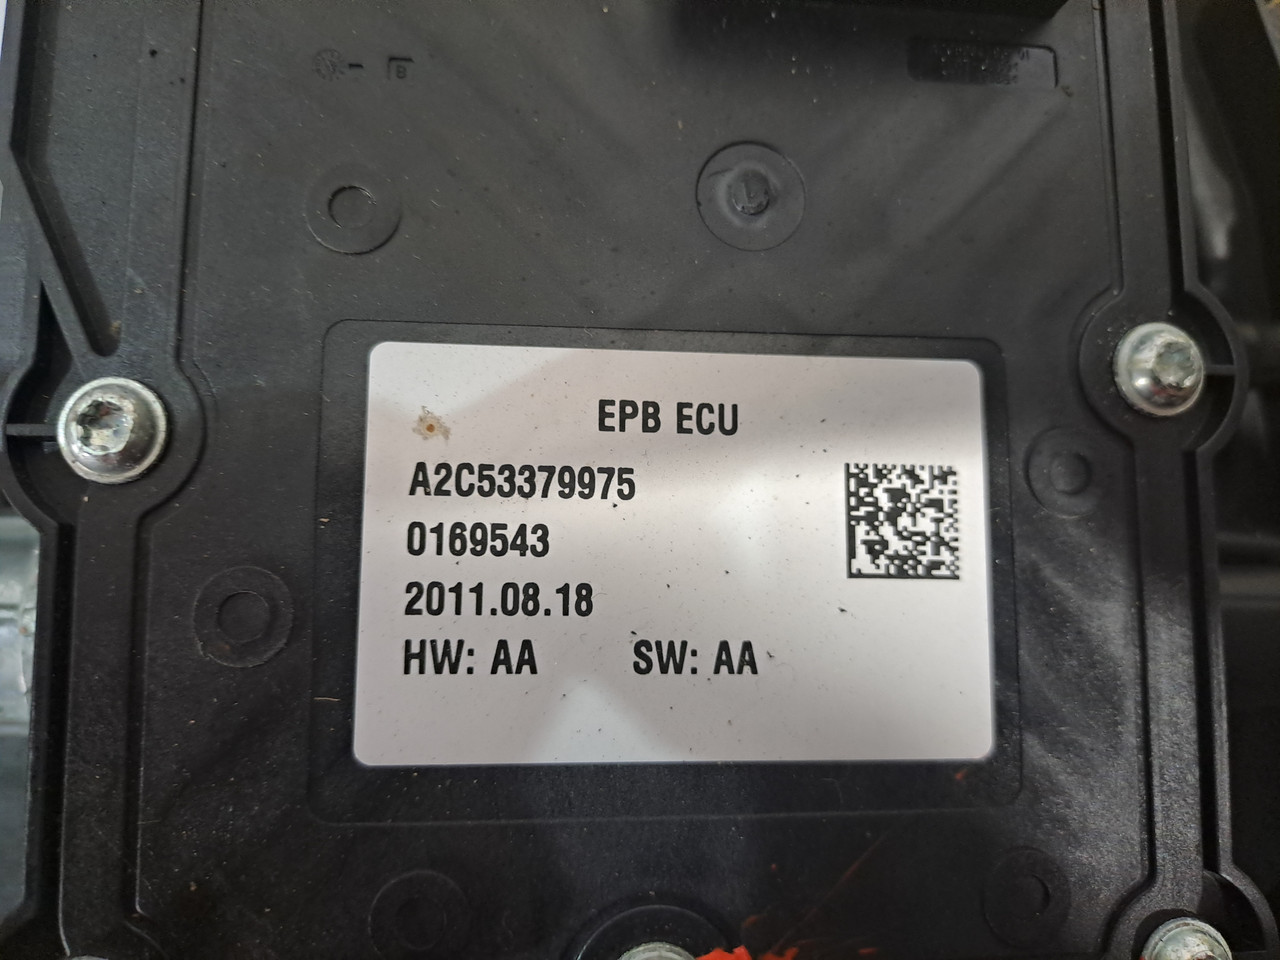 B
EPB ECU
A2C53379975
0169543
2011.08.18
HW: AA SW: AA